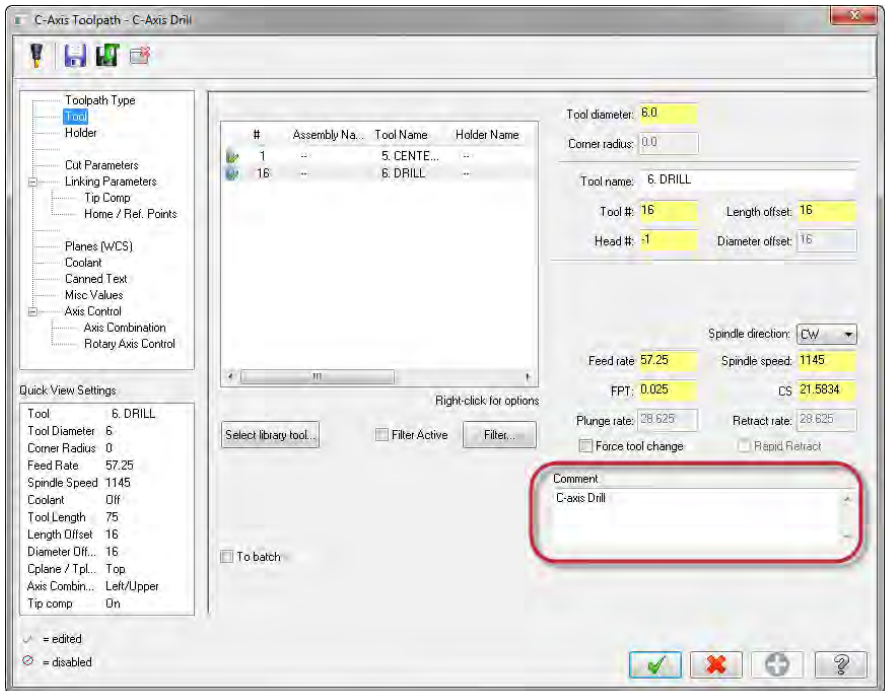 C-Axis Toolpath - C-Axis Drill
Toolpath Type
Tool
Holder
Cut Parameters
Linking Parameters
Tip Comp
Home / Ref. Points
Planes (WCS)
Coolant
Canned Text
Misc Values
Axis Control
Axis Combination
Rotary Axis Control
Quick View Settings
Tool 6. DRILL
Tool Diameter 6
Corner Radius 0
Feed Rate 57.25
Spindle Speed 1145
Coolant Off
Tool Length 75
Length Offset 16
Diameter Off... 16
Cplane / Tpl... Top
Axis Combin... Left/Upper
Tip comp On
= edited
= disabled
# Assembly Na... Tool Name Holder Name
1 -- 5. CENTE... --
16 -- 6. DRILL --
Right-click for options
Select library tool...
Filter Active
Filter...
To batch
Tool diameter: 6.0
Corner radius: 0.0
Tool name: 6. DRILL
Tool #: 16 Length offset: 16
Head #: -1 Diameter offset: 16
Spindle direction: CW
Feed rate: 57.25 Spindle speed: 1145
FPT: 0.025 CS 21.5834
Plunge rate: 28.625 Retract rate: 28.625
Force tool change Rapid Retract
Comment
C-axis Drill